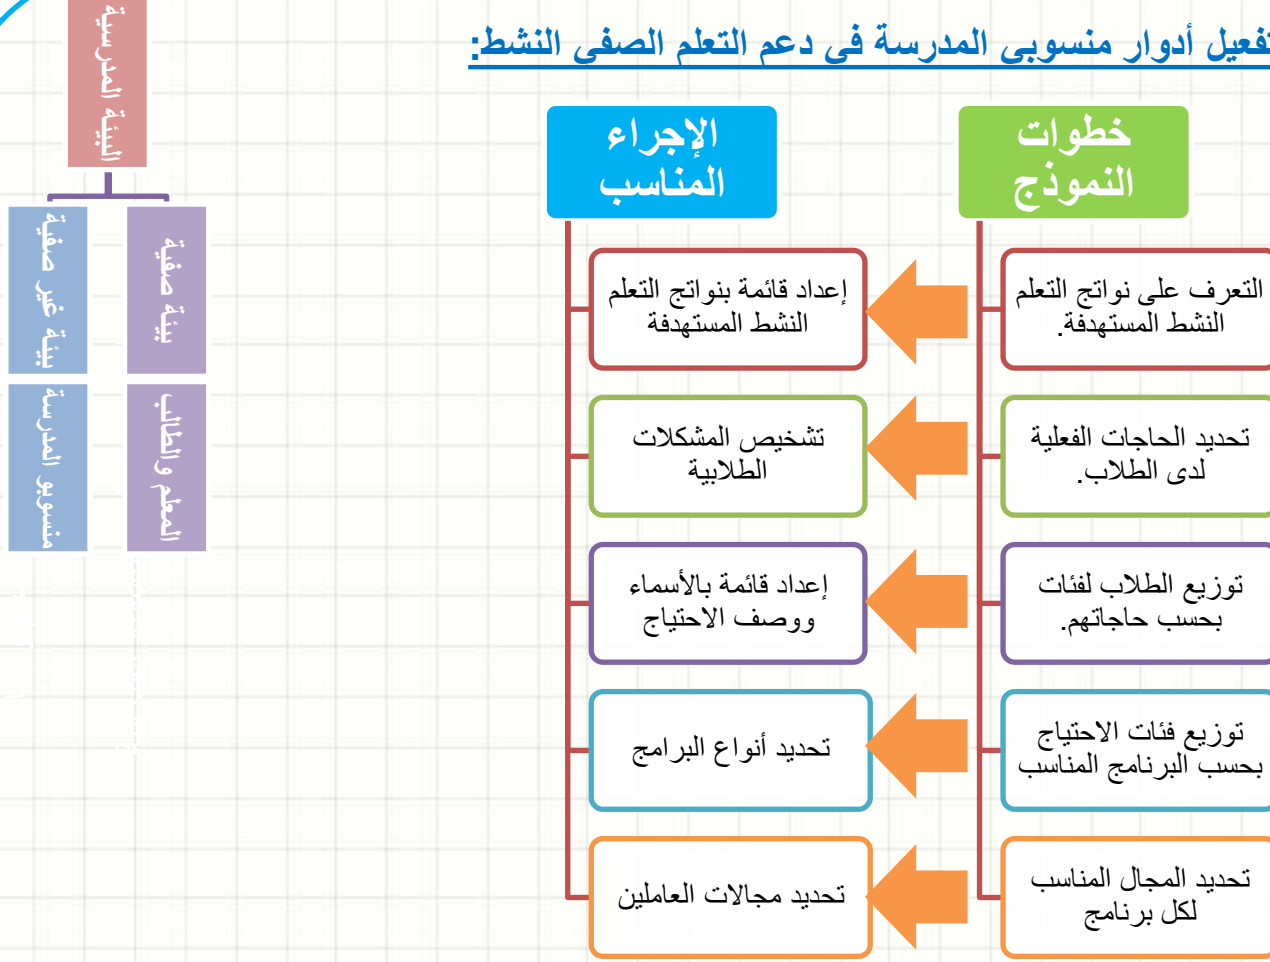 تفعيل أدوار منسوبي المدرسة في دعم التعلم الصفي النشط:
خطوات
النموذج
الإجراء
المناسب
التعرف على نواتج التعلم
النشط المستهدفة.
إعداد قائمة بنواتج التعلم
النشط المستهدفة
تحديد الحاجات الفعلية
لدى الطلاب.
تشخيص المشكلات
الطلابية
توزيع الطلاب لفئات
بحسب حاجاتهم.
إعداد قائمة بالأسماء
ووصف الاحتياج
توزيع فئات الاحتياج
بحسب البرنامج المناسب
تحديد أنواع البرامج
تحديد المجال المناسب
لكل برنامج
تحديد مجالات العاملين
البيئة المدرسية
بيئة صفية
المعلم والطالب
بيئة غير صفية
منسوبو المدرسة